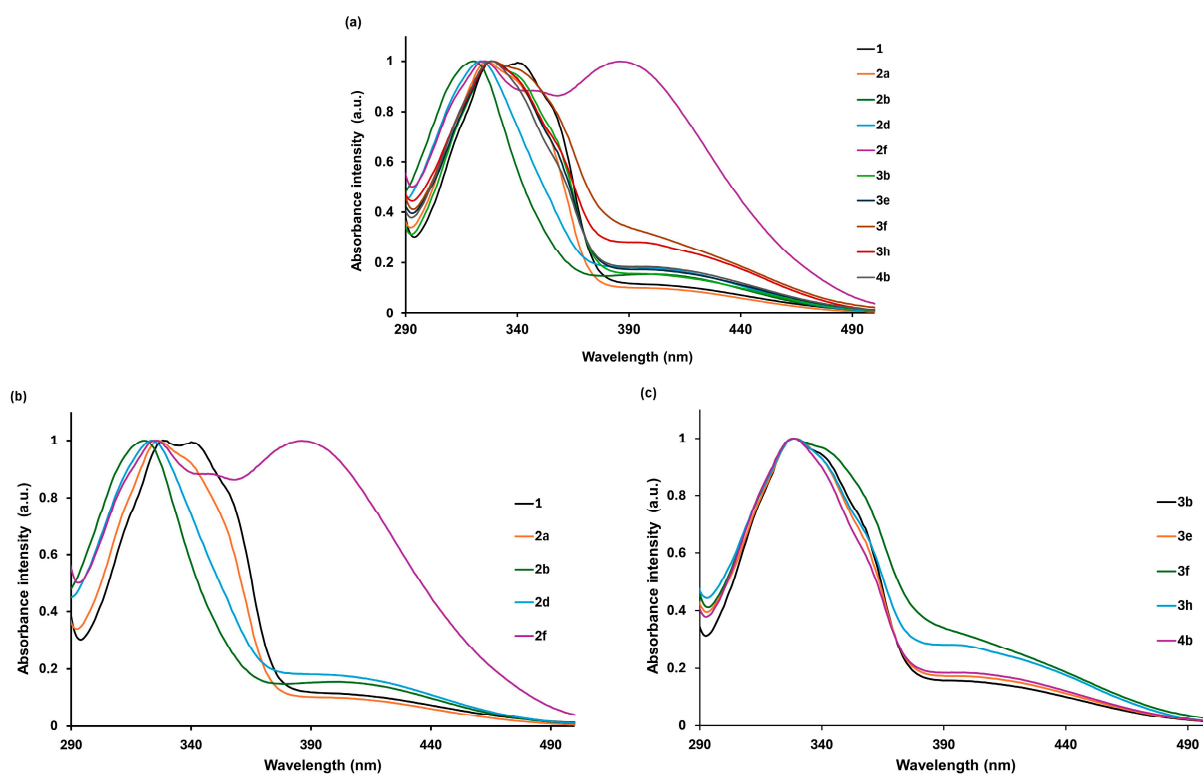 (a)
Absorbance intensity (a.u.)
1
0.8
0.6
0.4
0.2
0
290
340
390
440
490
Wavelength (nm)
1
2a
2b
2d
2f
3b
3e
3f
3h
4b
(b)
Absorbance intensity (a.u.)
1
0.8
0.6
0.4
0.2
0
290
340
390
440
490
Wavelength (nm)
1
2a
2b
2d
2f
(c)
Absorbance intensity (a.u.)
1
0.8
0.6
0.4
0.2
0
290
340
390
440
490
Wavelength (nm)
3b
3e
3f
3h
4b